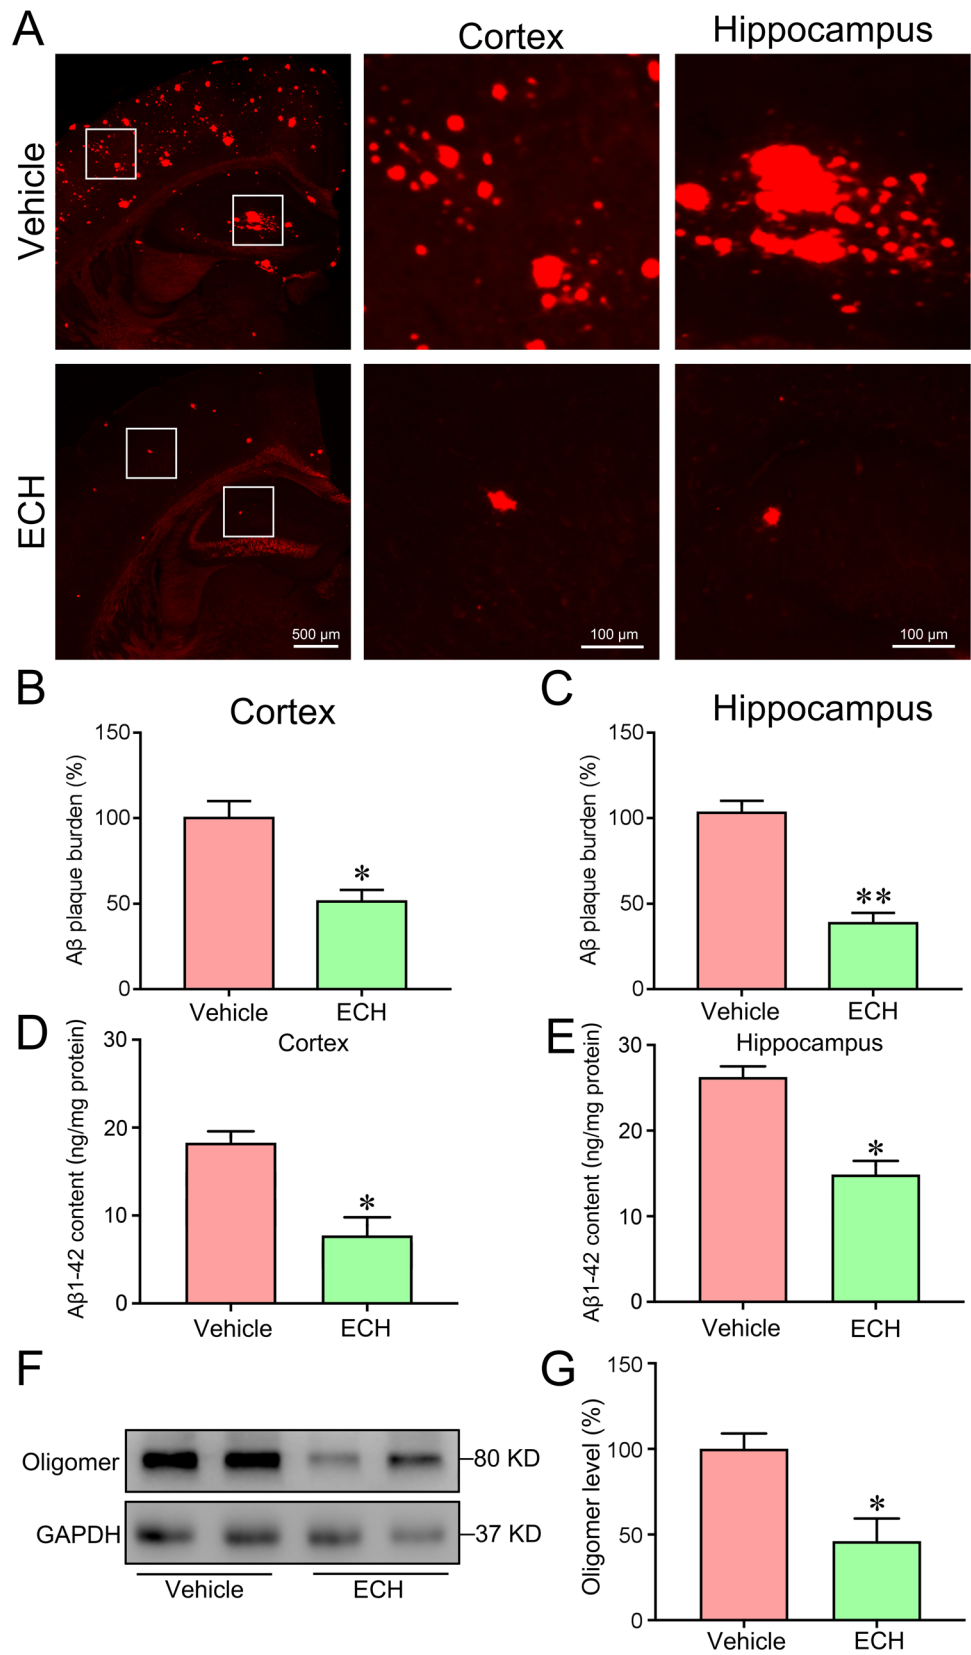 A
Cortex
Hippocampus
Vehicle
ECH
500 µm
100 µm
100 µm
B
Cortex
Aβ plaque burden (%)
150
100
50
0
*
Vehicle
ECH
C
Hippocampus
Aβ plaque burden (%)
150
100
50
0
**
Vehicle
ECH
D
Cortex
Aβ1-42 content (ng/mg protein)
30
20
10
0
*
Vehicle
ECH
E
Hippocampus
Aβ1-42 content (ng/mg protein)
30
20
10
0
*
Vehicle
ECH
F
Oligomer
80 KD
GAPDH
37 KD
Vehicle
ECH
G
Oligomer level (%)
150
100
50
0
*
Vehicle
ECH